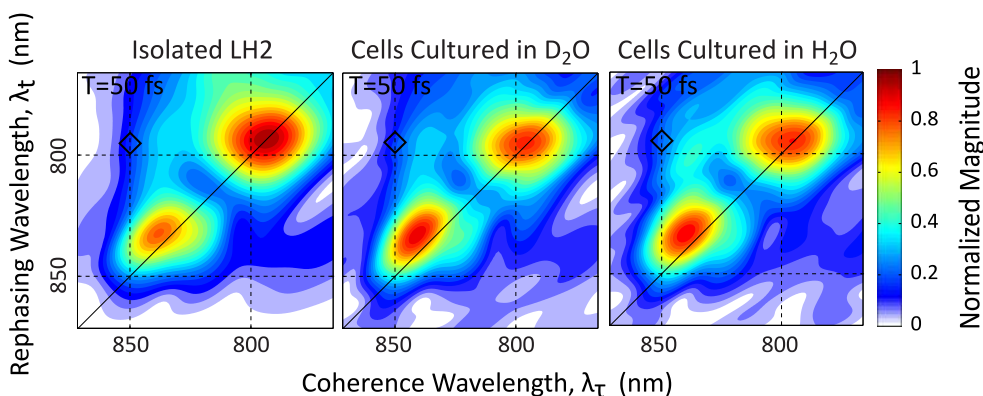 Isolated LH2
Cells Cultured in D₂O
Cells Cultured in H₂O
T=50 fs
T=50 fs
T=50 fs
Rephasing Wavelength, λt (nm)
800
850
850
800
850
800
850
800
Coherence Wavelength, λτ (nm)
1
0.8
0.6
0.4
0.2
0
Normalized Magnitude